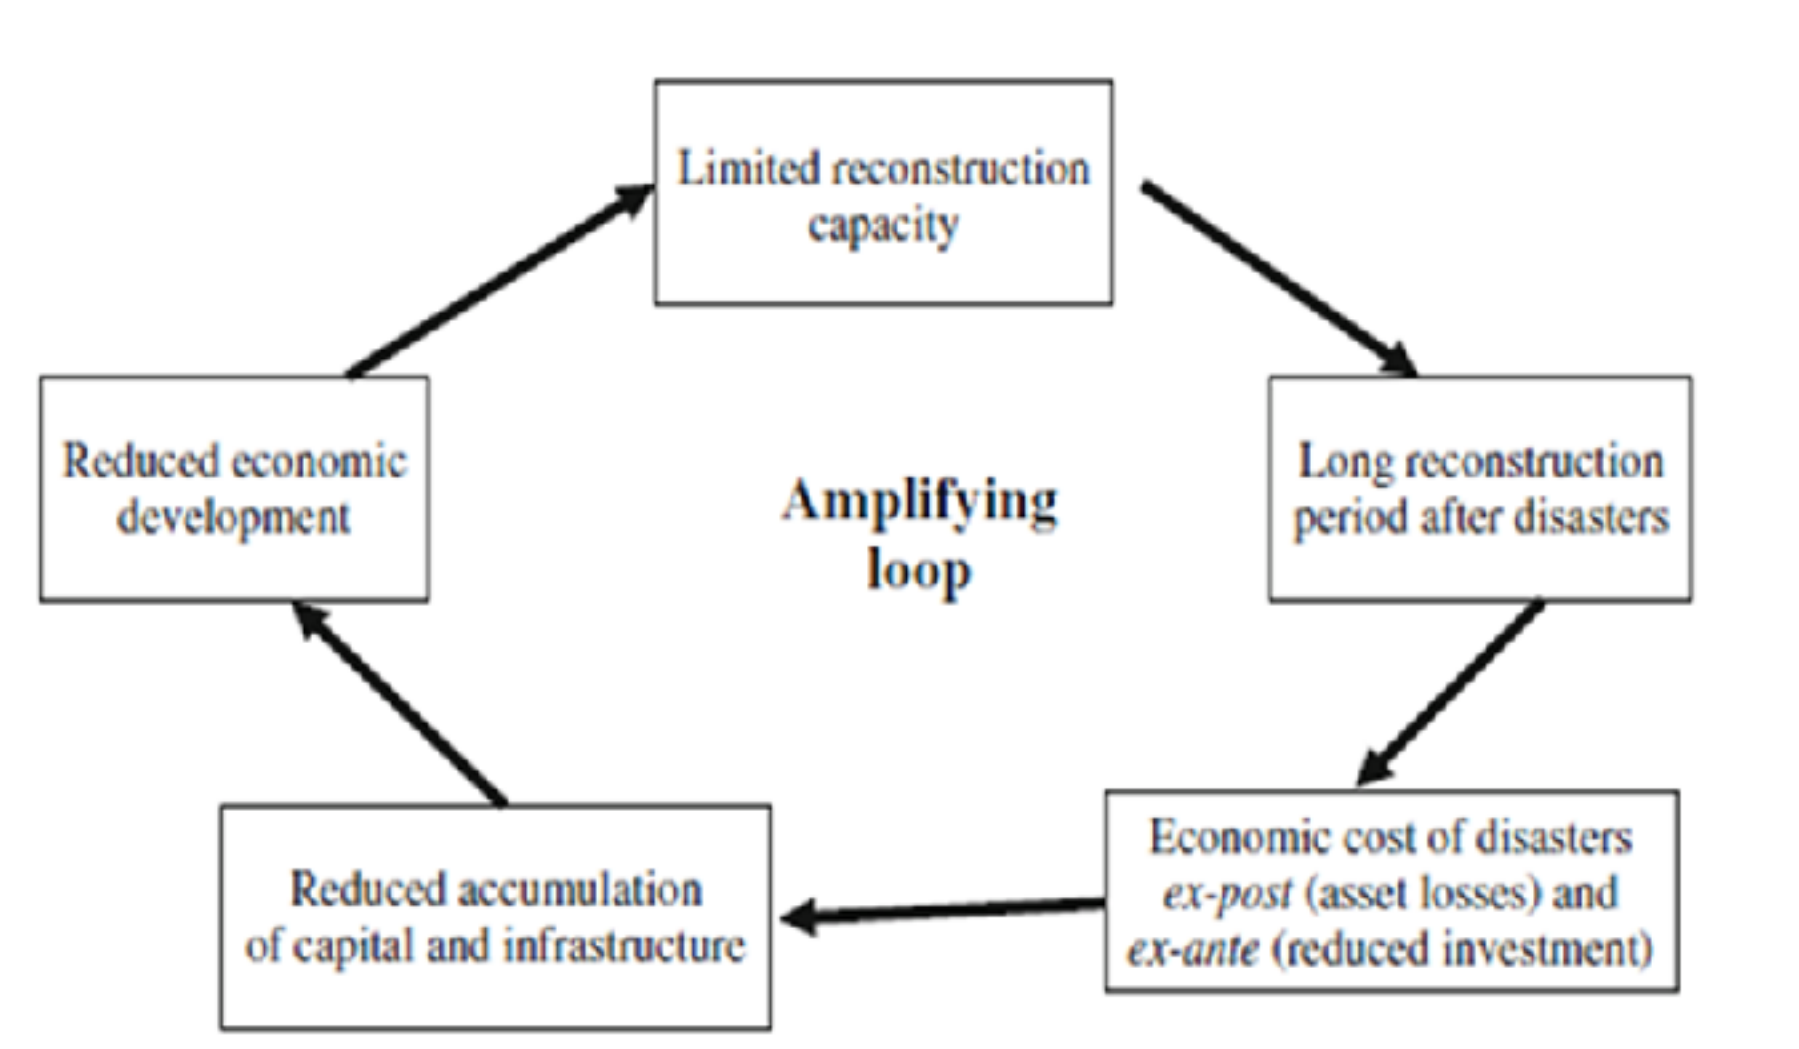 Limited reconstruction
capacity
Long reconstruction
period after disasters
Economic cost of disasters
ex-post (asset losses) and
ex-ante (reduced investment)
Reduced accumulation
of capital and infrastructure
Reduced economic
development
Amplifying
loop